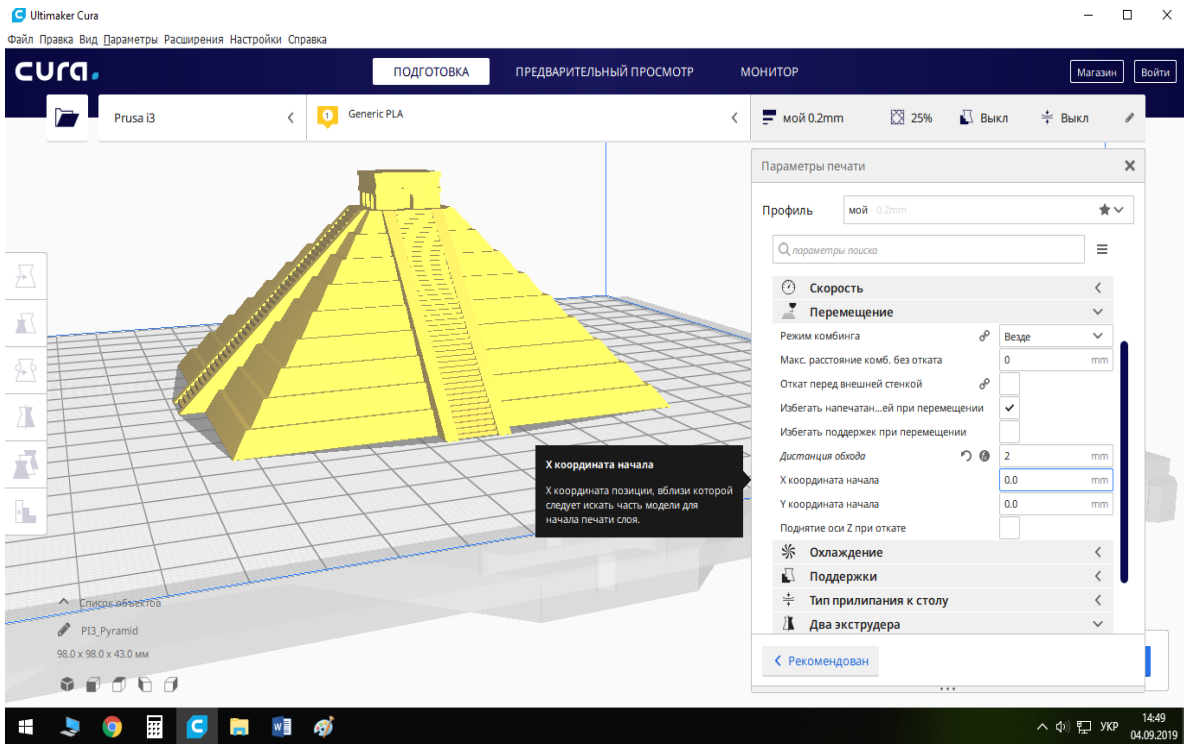 Ultimaker Cura
Файл Правка Вид Параметры Расширения Настройки Справка
cura.
ПОДГОТОВКА
ПРЕДВАРИТЕЛЬНЫЙ ПРОСМОТР
МОНИТОР
Магазин
Войти
Prusa i3
1
Generic PLA
мой 0.2mm
25%
Выкл
Выкл
Параметры печати
Профиль
мой - 0.2mm
параметры поиска
Скорость
Перемещение
Режим комбинга
Везде
Макс. расстояние комб. без отката
0 mm
Откат перед внешней стенкой
Избегать напечатан...ей при перемещении
Избегать поддержек при перемещении
Дистанция обхода
2 mm
X координата начала
0.0 mm
Y координата начала
0.0 mm
Поднятие оси Z при откате
Охлаждение
Поддержки
Тип прилипания к столу
Два экструдера
Рекомендован
X координата начала
X координата позиции, вблизи которой
следует искать часть модели для
начала печати слоя.
Список объектов
PI3_Pyramid
98.0 x 98.0 x 43.0 мм
УКР
14:49
04.09.2019